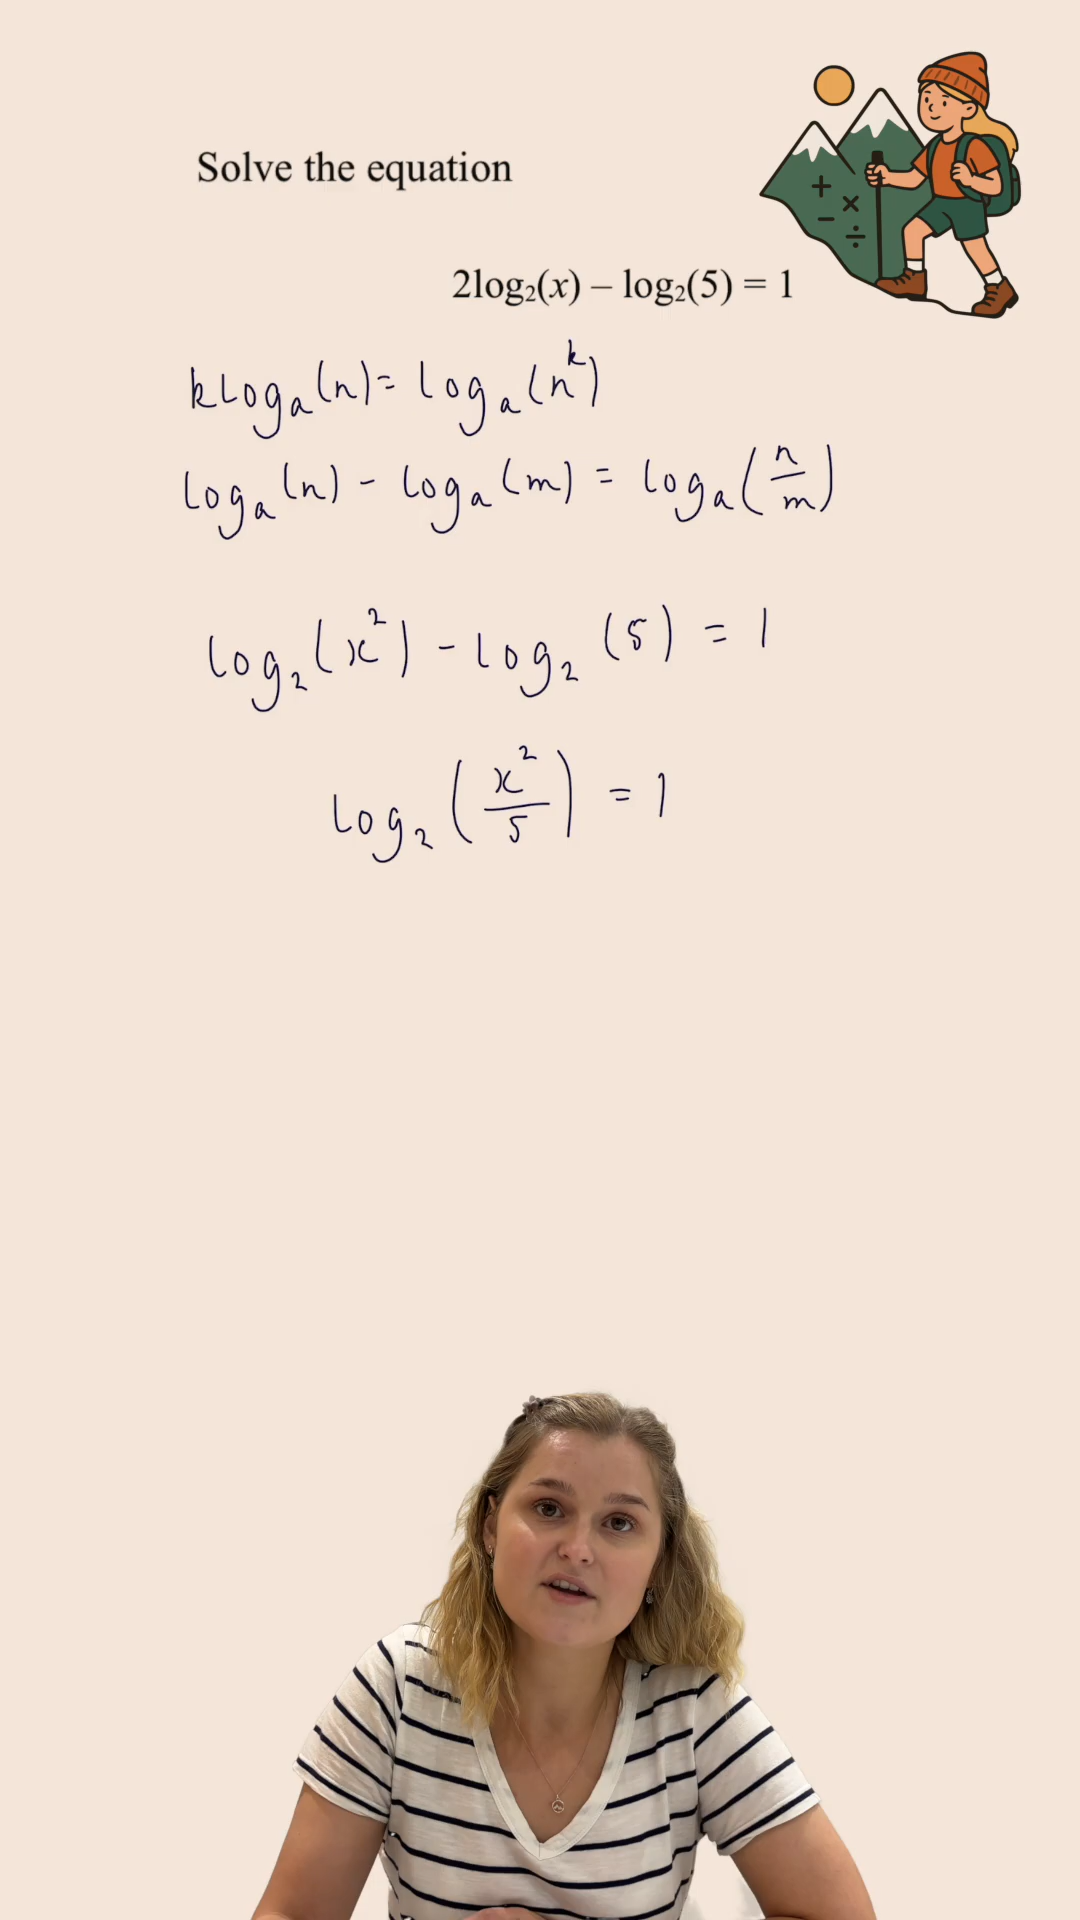 Solve the equation
2log₂(x) – log₂(5) = 1
+
×
−
÷
kLogₐ(n) = Logₐ(nᵏ)
Logₐ(n) - Logₐ(m) = Logₐ(n/m)
Log₂(x²) - Log₂(5) = 1
Log₂(x²/5) = 1